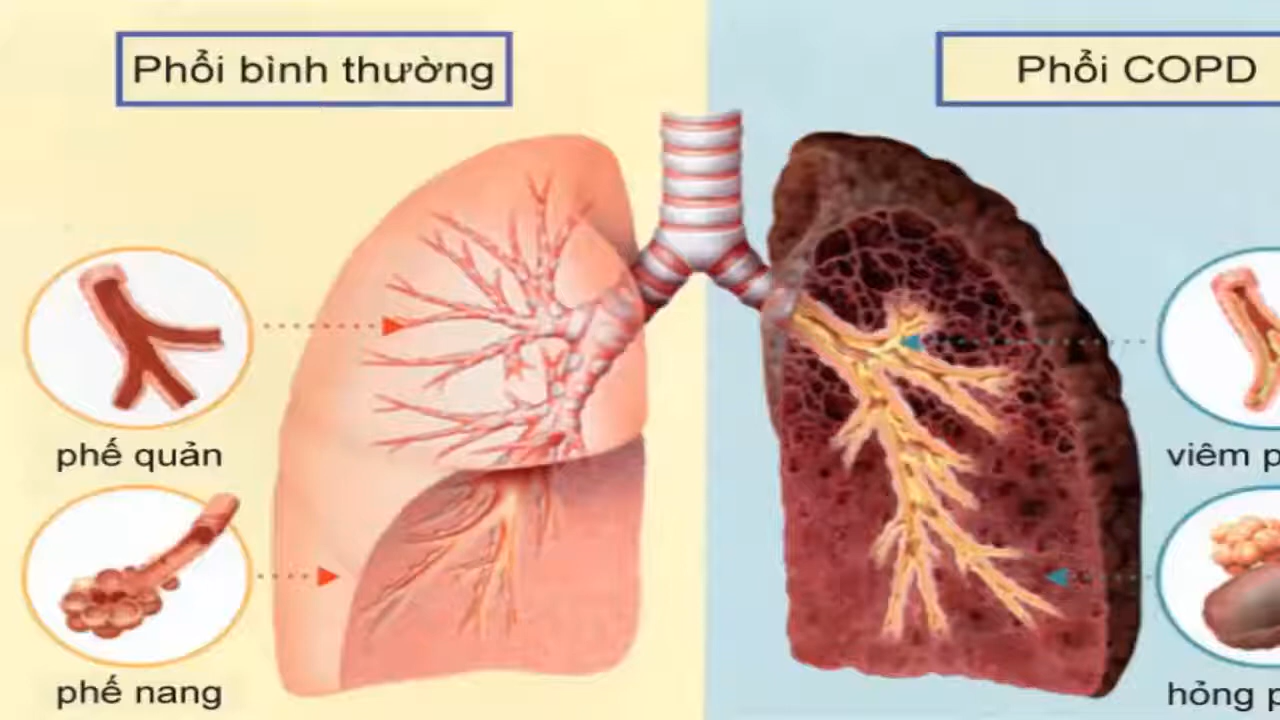 Phổi bình thường
Phổi COPD
phế quản
viêm p
phế nang
hỏng p